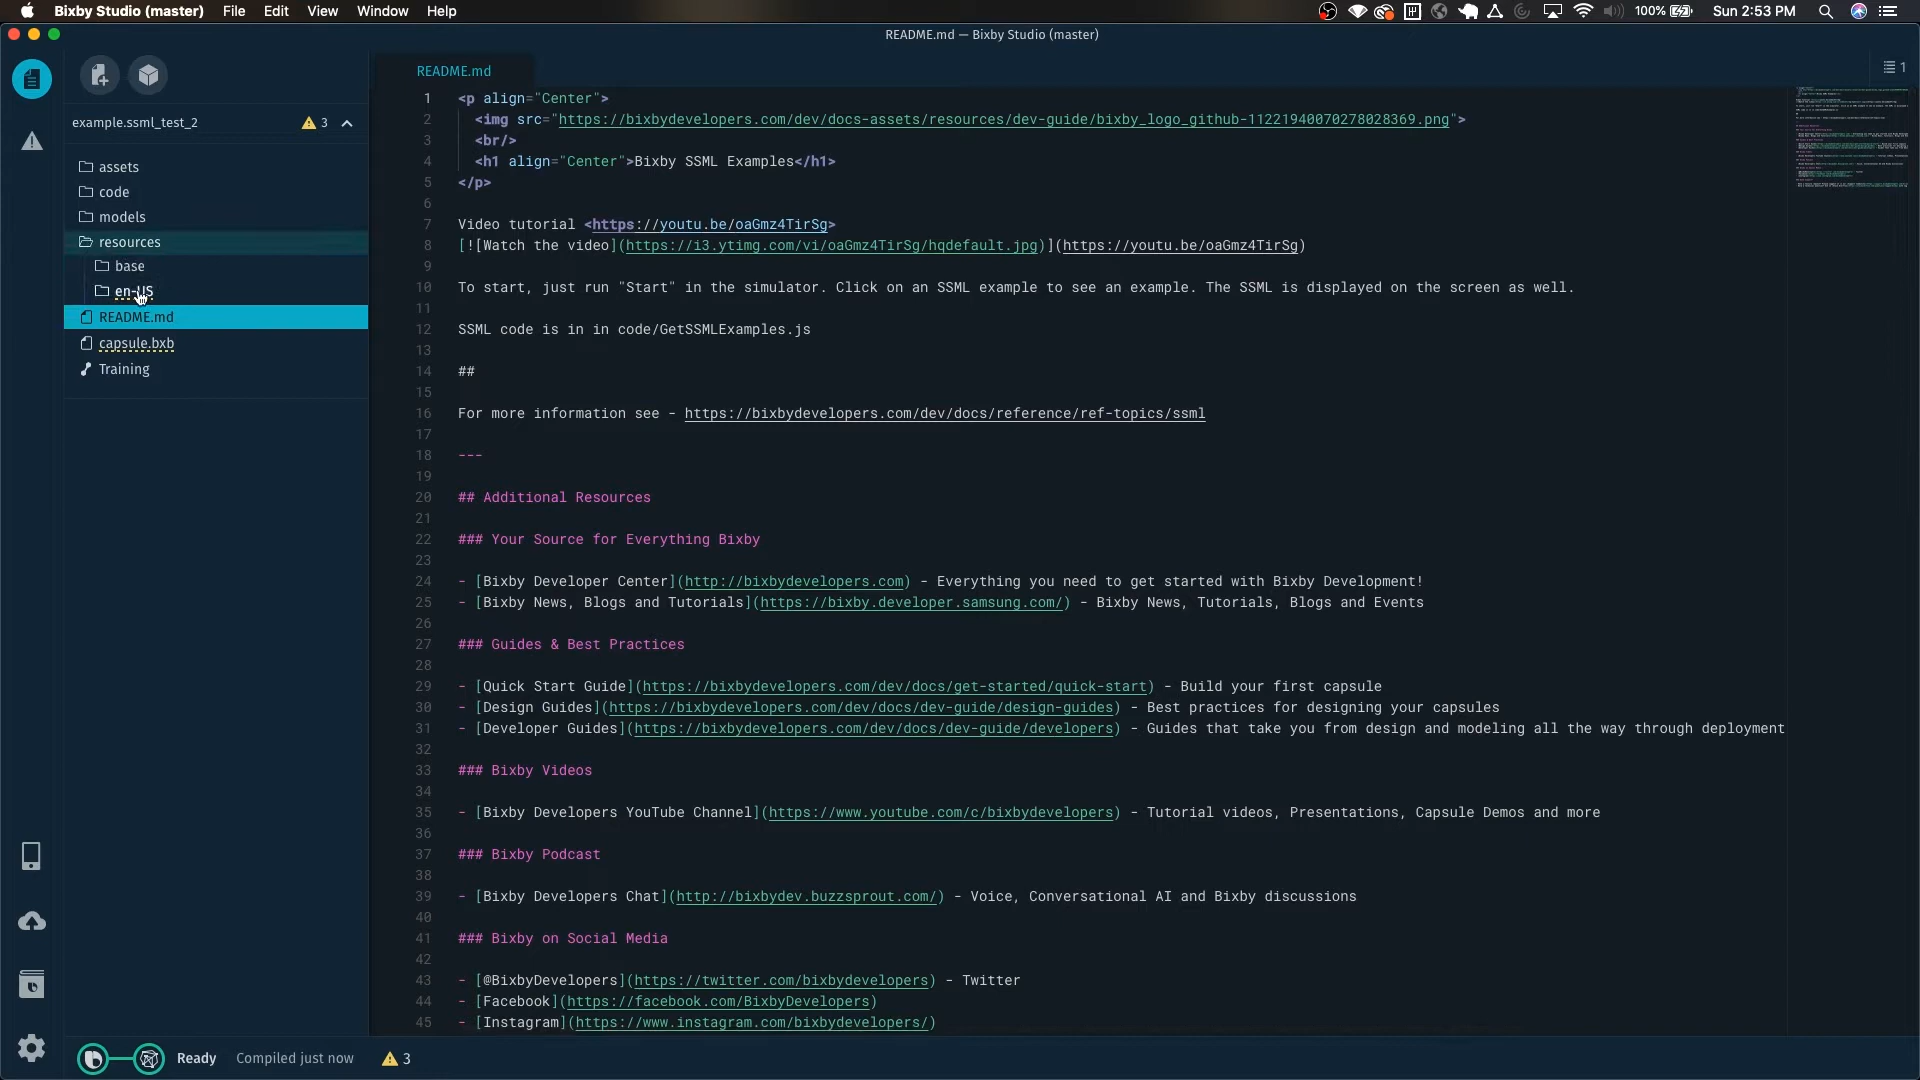 Bixby Studio (master) File Edit View Window Help 100% Sun 2:53 PM
README.md — Bixby Studio (master)
README.md
1
example.ssml_test_2 3
assets
code
models
resources
base
en-US
README.md
capsule.bxb
Training
1 <p align="Center">
2 <img src="https://bixbydevelopers.com/dev/docs-assets/resources/dev-guide/bixby_logo_github-11221940070278028369.png">
3 <br/>
4 <h1 align="Center">Bixby SSML Examples</h1>
5 </p>
6
7 Video tutorial <https://youtu.be/oaGmz4TirSg>
8 [![Watch the video](https://i3.ytimg.com/vi/oaGmz4TirSg/hqdefault.jpg)](https://youtu.be/oaGmz4TirSg)
9
10 To start, just run "Start" in the simulator. Click on an SSML example to see an example. The SSML is displayed on the screen as well.
11
12 SSML code is in in code/GetSSMLExamples.js
13
14 ##
15
16 For more information see - https://bixbydevelopers.com/dev/docs/reference/ref-topics/ssml
17
18 ---
19
20 ## Additional Resources
21
22 ### Your Source for Everything Bixby
23
24 - [Bixby Developer Center](http://bixbydevelopers.com) - Everything you need to get started with Bixby Development!
25 - [Bixby News, Blogs and Tutorials](https://bixby.developer.samsung.com/) - Bixby News, Tutorials, Blogs and Events
26
27 ### Guides & Best Practices
28
29 - [Quick Start Guide](https://bixbydevelopers.com/dev/docs/get-started/quick-start) - Build your first capsule
30 - [Design Guides](https://bixbydevelopers.com/dev/docs/dev-guide/design-guides) - Best practices for designing your capsules
31 - [Developer Guides](https://bixbydevelopers.com/dev/docs/dev-guide/developers) - Guides that take you from design and modeling all the way through deployment
32
33 ### Bixby Videos
34
35 - [Bixby Developers YouTube Channel](https://www.youtube.com/c/bixbydevelopers) - Tutorial videos, Presentations, Capsule Demos and more
36
37 ### Bixby Podcast
38
39 - [Bixby Developers Chat](http://bixbydev.buzzsprout.com/) - Voice, Conversational AI and Bixby discussions
40
41 ### Bixby on Social Media
42
43 - [@BixbyDevelopers](https://twitter.com/bixbydevelopers) - Twitter
44 - [Facebook](https://facebook.com/BixbyDevelopers)
45 - [Instagram](https://www.instagram.com/bixbydevelopers/)
Ready Compiled just now 3